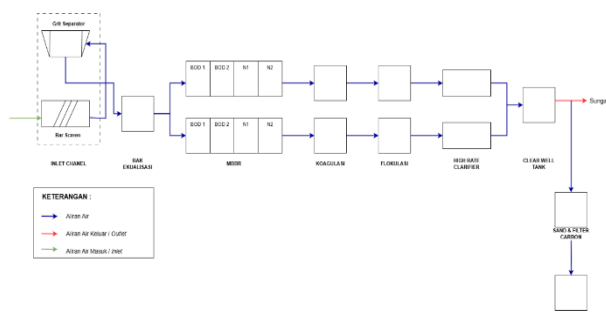 Grit Separator
Bar Screen
INLET CHANEL
BAK
EKUALISASI
BOD 1
BOD 2
N1
N2
BOD 1
BOD 2
N1
N2
MBBR
KOAGULASI
FLOKULASI
HIGH RATE
CLARIFIER
CLEAR WELL
TANK
Sungai
SAND & FILTER
CARBON
KETERANGAN :
Aliran Air
Aliran Air Keluar / Outlet
Aliran Air Masuk / Inlet